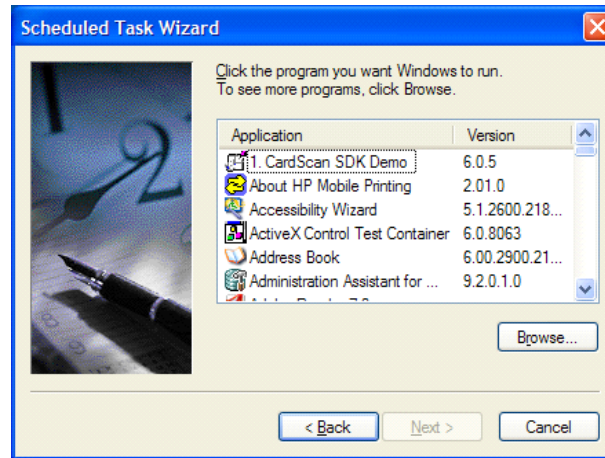 Scheduled Task Wizard
Click the program you want Windows to run.
To see more programs, click Browse.
Application Version
1. CardScan SDK Demo 6.0.5
About HP Mobile Printing 2.01.0
Accessibility Wizard 5.1.2600.218...
ActiveX Control Test Container 6.0.8063
Address Book 6.00.2900.21...
Administration Assistant for ... 9.2.0.1.0
Browse...
< Back Next > Cancel